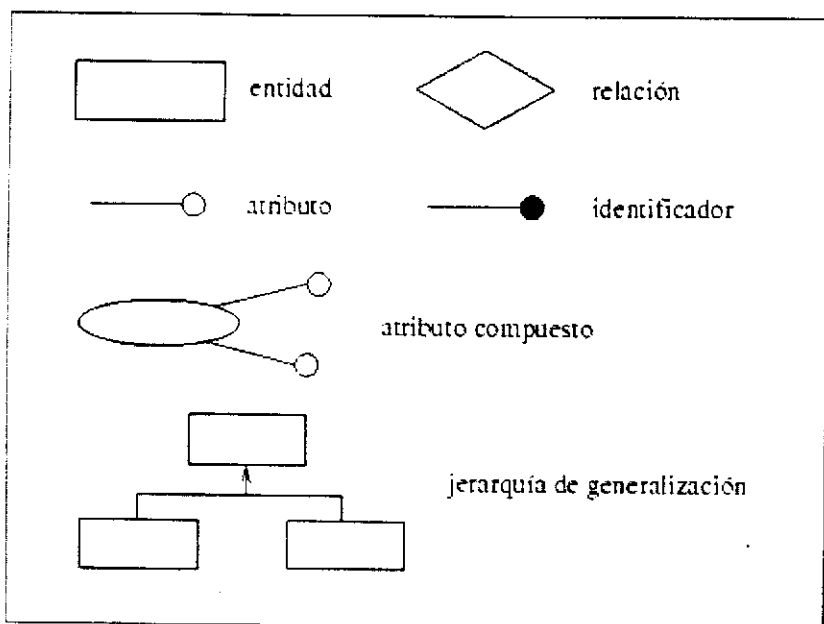 entidad
relación
atributo
identificador
atributo compuesto
jerarquía de generalización